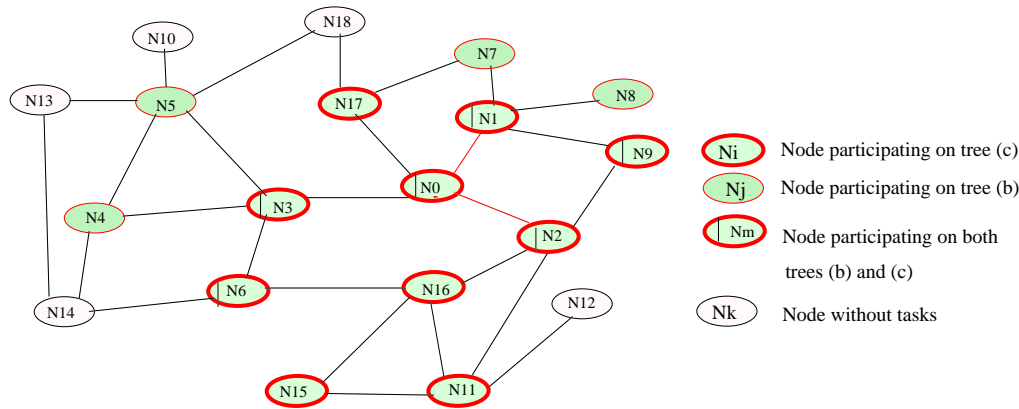 N18
N10
N7
N13
N5
N17
N8
N1
N9
Ni Node participating on tree (c)
N0
Nj Node participating on tree (b)
N3
N4
N2
Nm Node participating on both
trees (b) and (c)
N6
N16
N12
N14
Nk Node without tasks
N15
N11